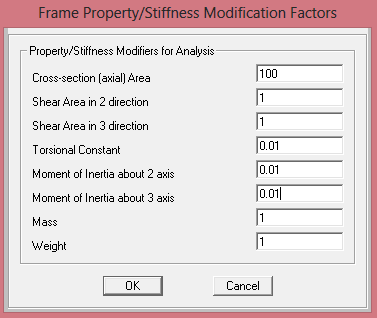 Frame Property/Stiffness Modification Factors
Property/Stiffness Modifiers for Analysis
Cross-section (axial) Area 100
Shear Area in 2 direction 1
Shear Area in 3 direction 1
Torsional Constant 0.01
Moment of Inertia about 2 axis 0.01
Moment of Inertia about 3 axis 0.01
Mass 1
Weight 1
OK Cancel